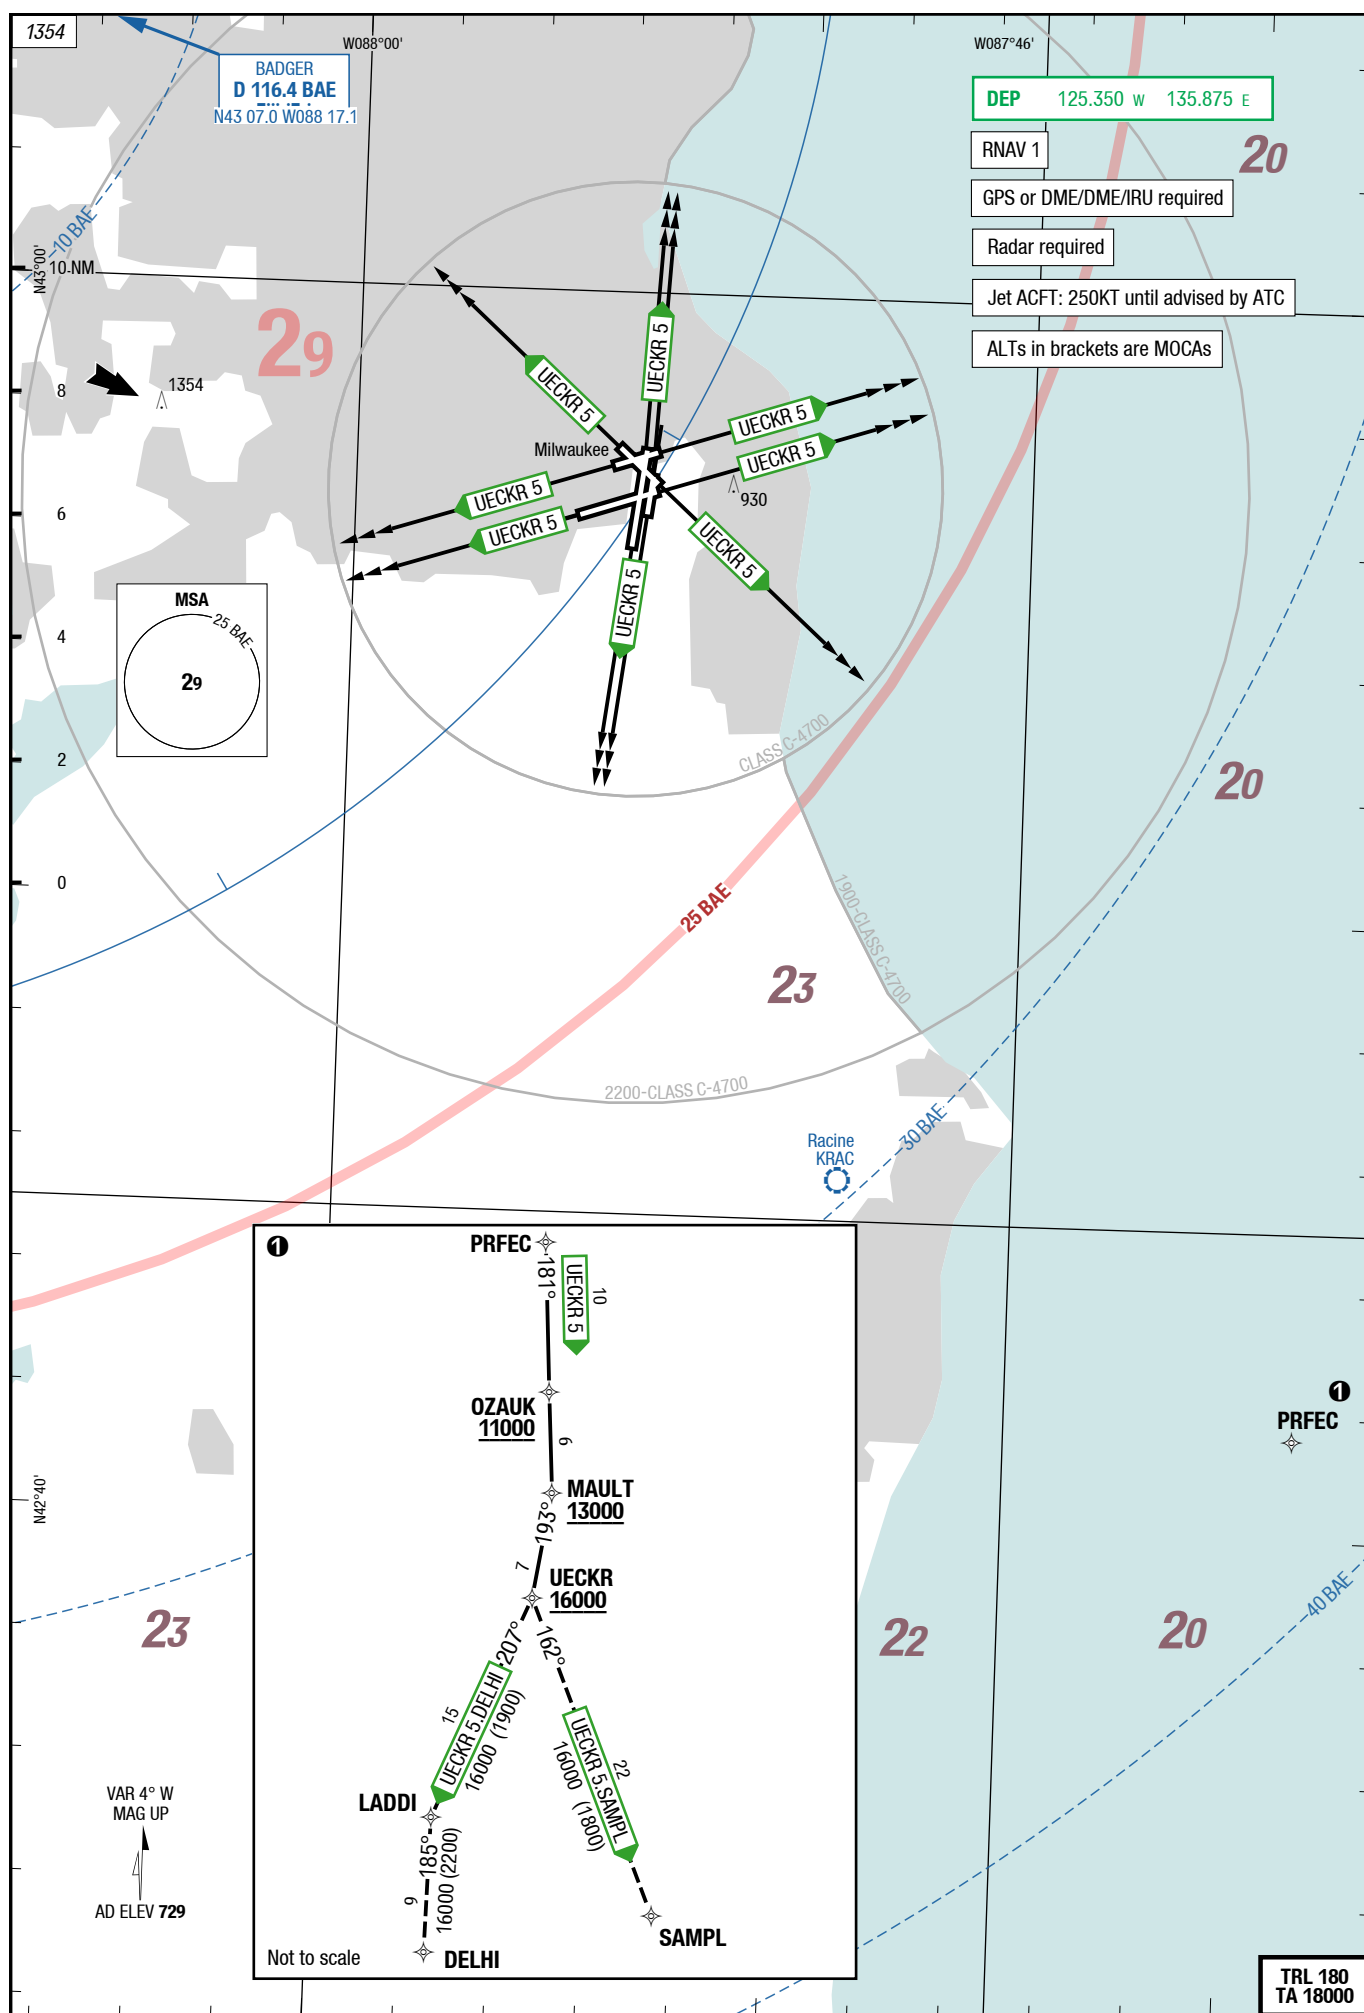 1354
W088°00'
W087°46'
BADGER
D 116.4 BAE
N43 07.0 W088 17.1
DEP 125.350 W 135.875 E
RNAV 1
GPS or DME/DME/IRU required
Radar required
Jet ACFT: 250KT until advised by ATC
ALTs in brackets are MOCAs
20
10 BAE
N43°00'
10 NM
29
8
1354
UECKR 5
UECKR 5
UECKR 5
UECKR 5
Milwaukee
930
UECKR 5
UECKR 5
UECKR 5
UECKR 5
6
4
2
0
MSA
25 BAE
29
CLASS C-4700
20
1900-CLASS C-4700
25 BAE
23
2200-CLASS C-4700
30 BAE
Racine
KRAC
1
PRFEC
181°
UECKR 5
10
OZAUK
11000
6
MAULT
13000
193°
7
UECKR
16000
207°
162°
15
UECKR 5.DELHI
16000 (1900)
22
UECKR 5.SAMPL
16000 (1800)
LADDI
185°
9
16000 (2200)
SAMPL
DELHI
Not to scale
1
PRFEC
N42°40'
23
22
20
40 BAE
VAR 4° W
MAG UP
AD ELEV 729
TRL 180
TA 18000